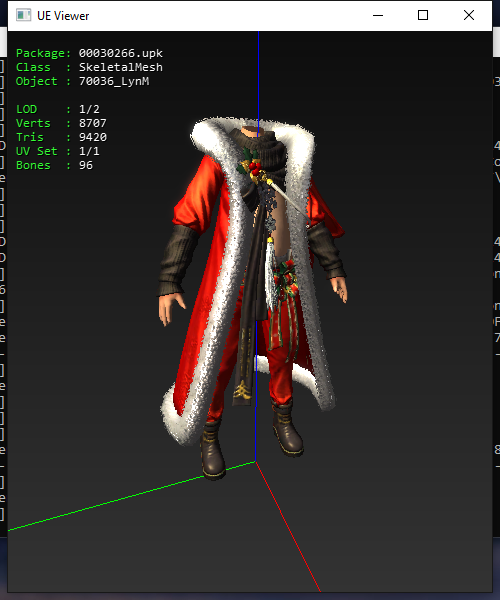 UE Viewer
Package: 00030266.upk
Class  : SkeletalMesh
Object : 70036_LynM
LOD    : 1/2
Verts  : 8707
Tris   : 9420
UV Set : 1/1
Bones  : 96